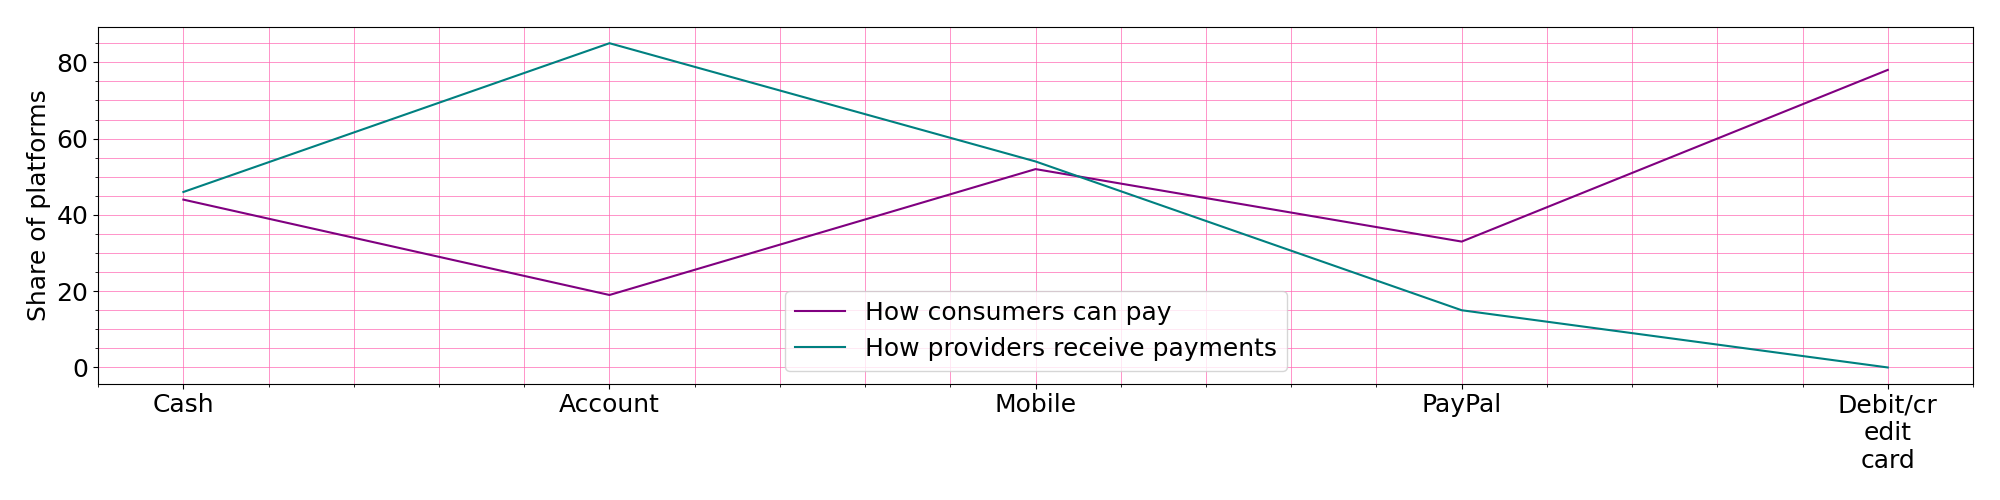 Share of platforms
80
60
40
20
0
How consumers can pay
How providers receive payments
Cash
Account
Mobile
PayPal
Debit/cr
edit
card